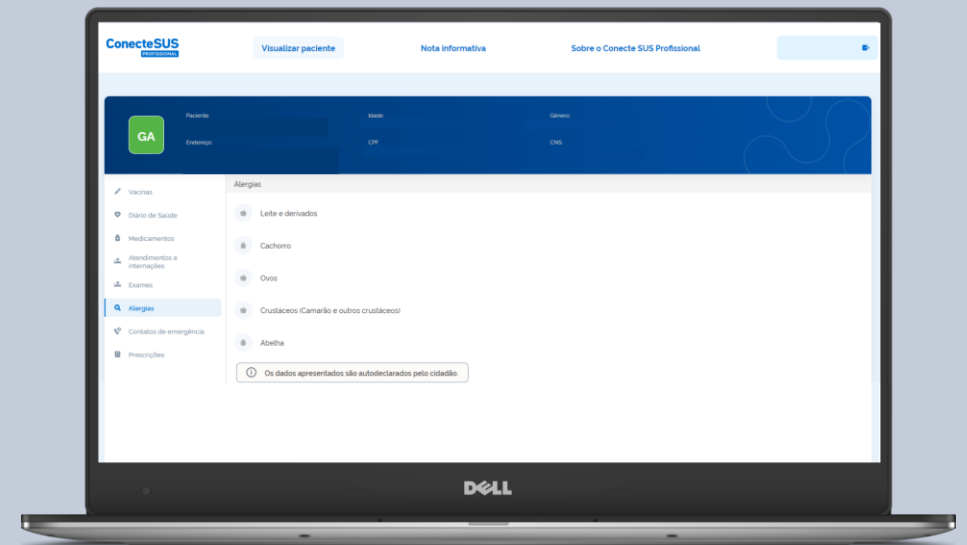 ConecteSUS
PROFISSIONAL
Visualizar paciente
Nota informativa
Sobre o Conecte SUS Profissional
GA
Paciente
Idade:
Gênero:
Endereço:
CPF
CNS:
Vacinas
Diário de Saúde
Medicamentos
Atendimentos e
internações
Exames
Alergias
Contatos de emergência
Prescrições
Alergias
Leite e derivados
Cachorro
Ovos
Crustáceos (Camarão e outros crustáceos)
Abelha
Os dados apresentados são autodeclarados pelo cidadão.
DELL